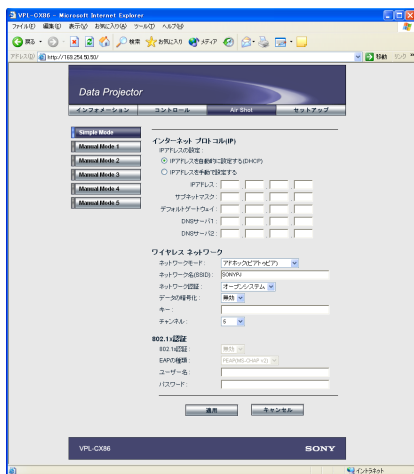 VPL-CX86 - Microsoft Internet Explorer
ファイル(F) 編集(E) 表示(V) お気に入り(A) ツール(T) ヘルプ(H)
戻る 検索 お気に入り メディア
アドレス(D) http://169.254.50.50/ 移動 リンク
Data Projector
インフォメーション コントロール Air Shot セットアップ
Simple Mode
Manual Mode 1
Manual Mode 2
Manual Mode 3
Manual Mode 4
Manual Mode 5
インターネット プロトコル(IP)
IPアドレスの設定:
IPアドレスを自動的に設定する(DHCP)
IPアドレスを手動で設定する
IPアドレス:
サブネットマスク:
デフォルトゲートウェイ:
DNSサーバ1:
DNSサーバ2:
ワイヤレス ネットワーク
ネットワークモード: アドホック(ピアトゥピア)
ネットワーク名(SSID): SONYPJ
ネットワーク認証: オープンシステム
データの暗号化: 無効
キー:
チャンネル: 6
802.1x認証
802.1x認証: 無効
EAPの種類: PEAP(MS-CHAP v2)
ユーザー名:
パスワード:
適用 キャンセル
VPL-CX86 SONY
イントラネット